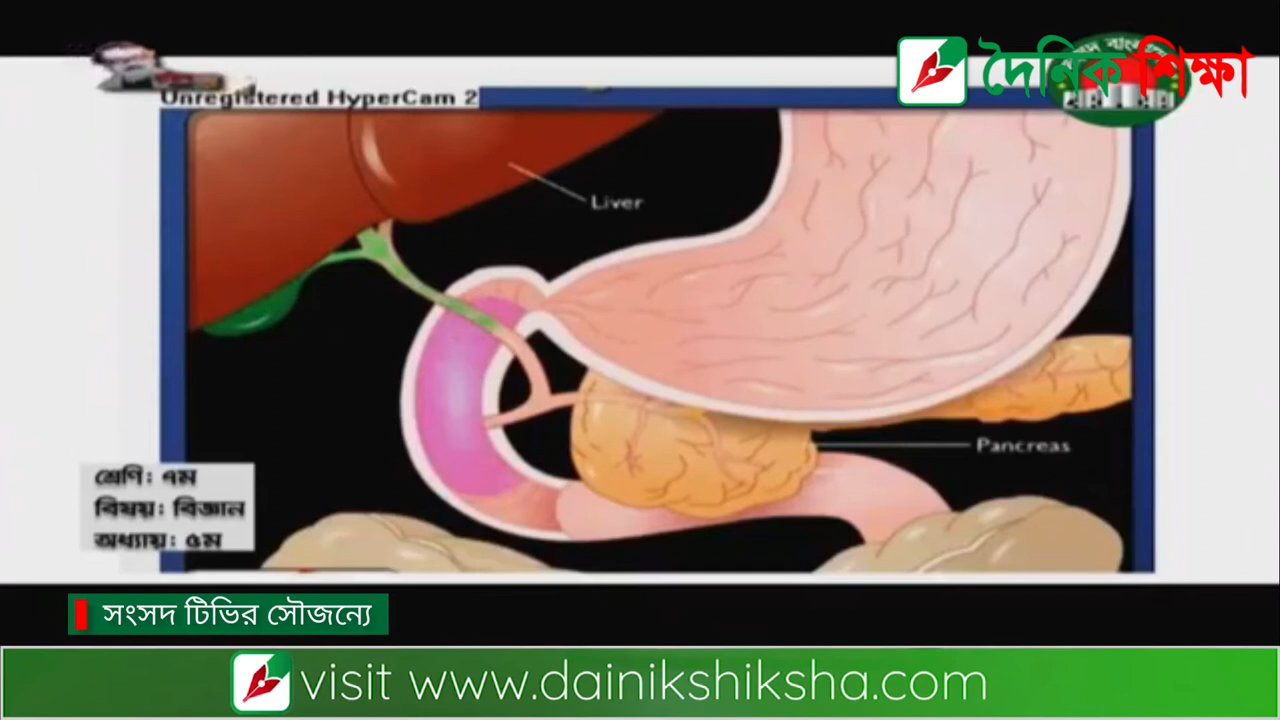 দৈনিক শিক্ষা
Unregistered HyperCam 2
Liver
Pancreas
শ্রেণি: ৭ম
বিষয়: বিজ্ঞান
অধ্যায়: ৫ম
সংসদ টিভির সৌজন্যে
visit www.dainikshiksha.com